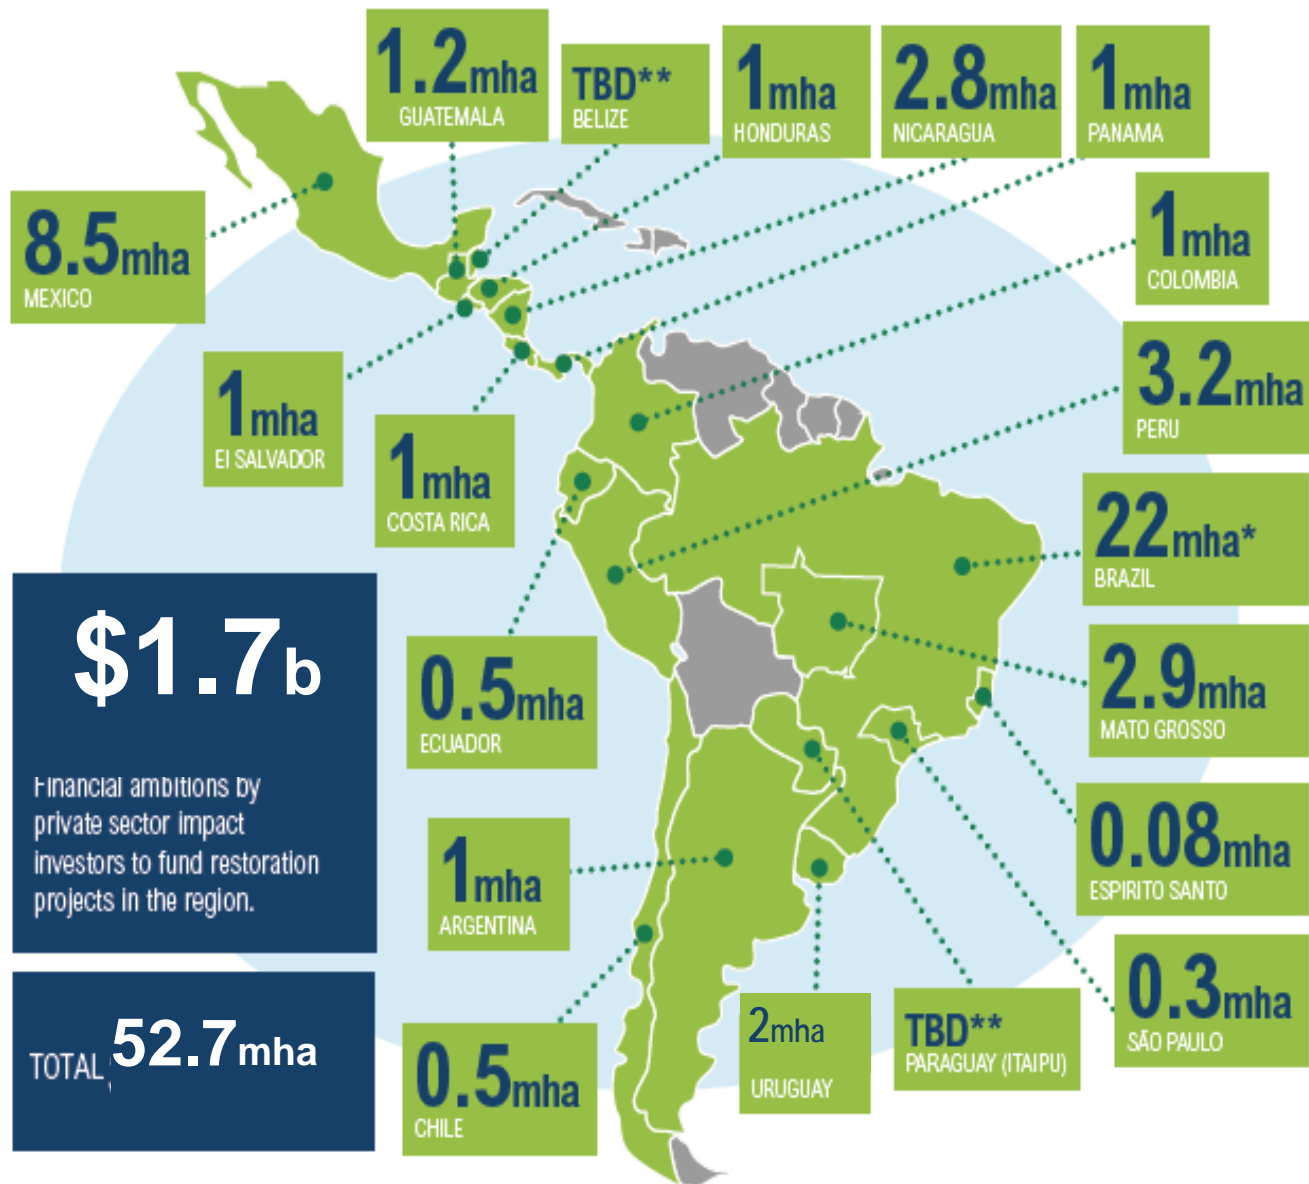 1.2mha
GUATEMALA
TBD**
BELIZE
1mha
HONDURAS
2.8mha
NICARAGUA
1mha
PANAMA
8.5mha
MEXICO
1mha
COLOMBIA
1mha
El SALVADOR
1mha
COSTA RICA
3.2mha
PERU
22mha*
BRAZIL
$1.7b
Financial ambitions by
private sector impact
investors to fund restoration
projects in the region.
0.5mha
ECUADOR
2.9mha
MATO GROSSO
1mha
ARGENTINA
0.08mha
ESPIRITO SANTO
TOTAL 52.7mha
0.5mha
CHILE
2mha
URUGUAY
TBD**
PARAGUAY (ITAIPU)
0.3mha
SÃO PAULO